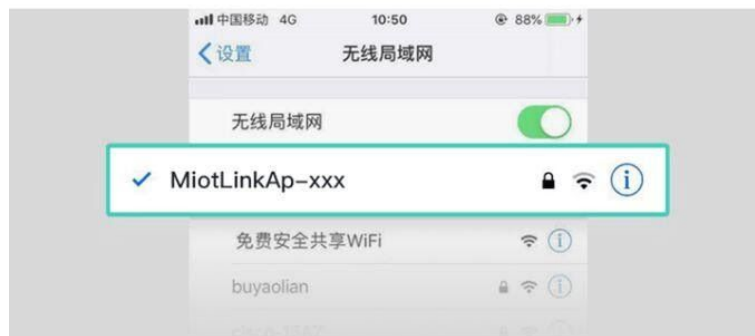 中国移动 4G 10:50 88%
设置 无线局域网
无线局域网
MiotLinkAp-xxx
免费安全共享WiFi
buyaolian